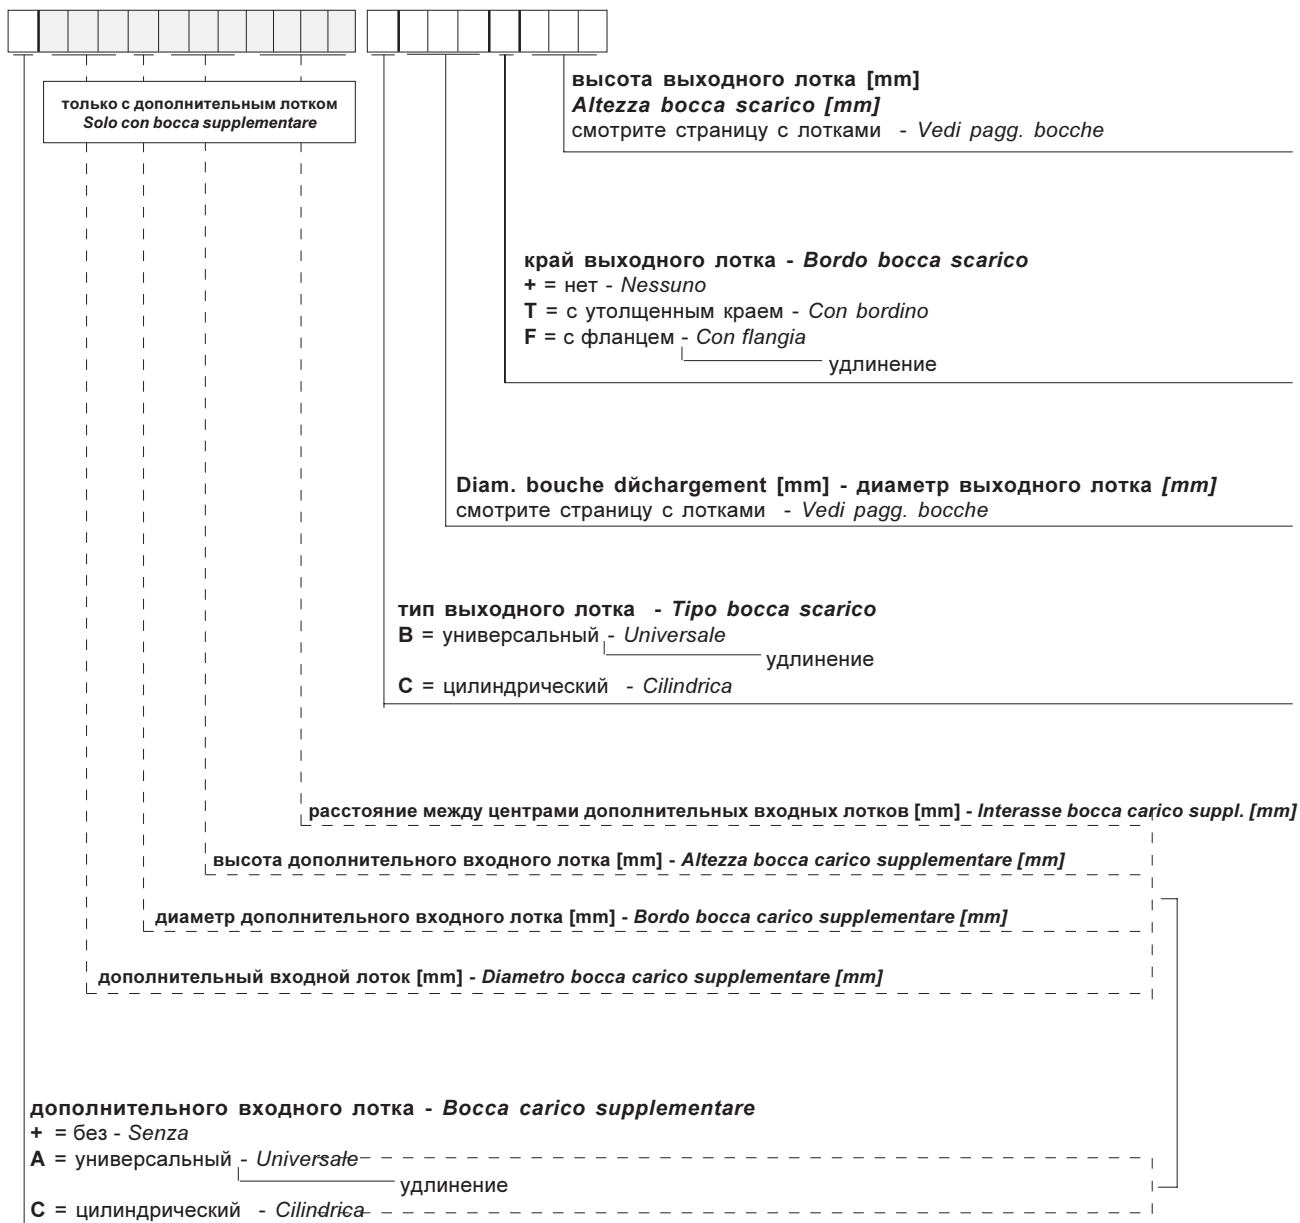 только с дополнительным лотком
Solo con bocca supplementare
высота выходного лотка [mm]
Altezza bocca scarico [mm]
смотрите страницу с лотками - Vedi pagg. bocche
край выходного лотка - Bordo bocca scarico
+ = нет - Nessuno
T = с утолщенным краем - Con bordino
F = с фланцем - Con flangia
удлинение
Diam. bouche dйchargement [mm] - диаметр выходного лотка [mm]
смотрите страницу с лотками - Vedi pagg. bocche
тип выходного лотка - Tipo bocca scarico
B = универсальный - Universale
удлинение
C = цилиндрический - Cilindrica
расстояние между центрами дополнительных входных лотков [mm] - Interasse bocca carico suppl. [mm]
высота дополнительного входного лотка [mm] - Altezza bocca carico supplementare [mm]
диаметр дополнительного входного лотка [mm] - Bordo bocca carico supplementare [mm]
дополнительный входной лоток [mm] - Diametro bocca carico supplementare [mm]
дополнительного входного лотка - Bocca carico supplementare
+ = без - Senza
A = универсальный - Universale
удлинение
C = цилиндрический - Cilindrica